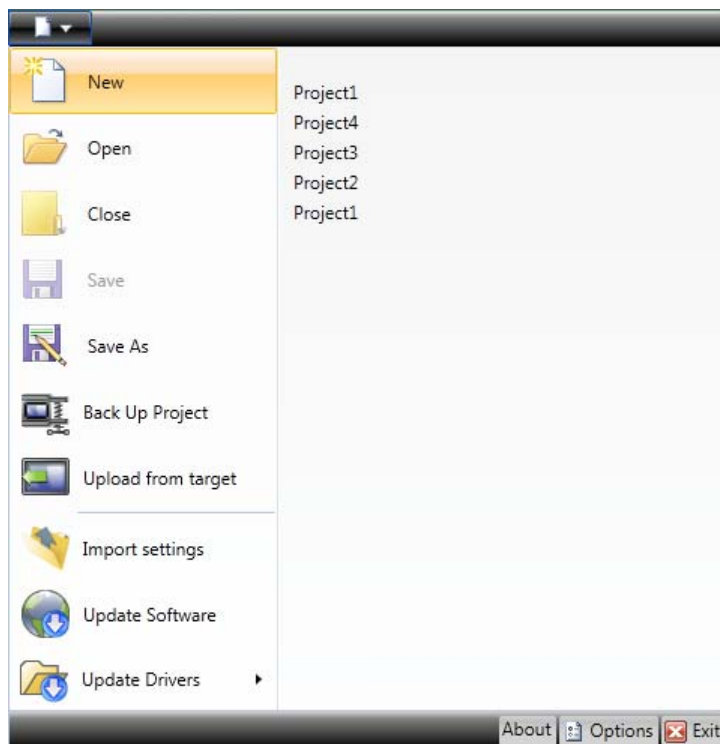 New
Open
Close
Save
Save As
Back Up Project
Upload from target
Import settings
Update Software
Update Drivers
Project1
Project4
Project3
Project2
Project1
About Options Exit